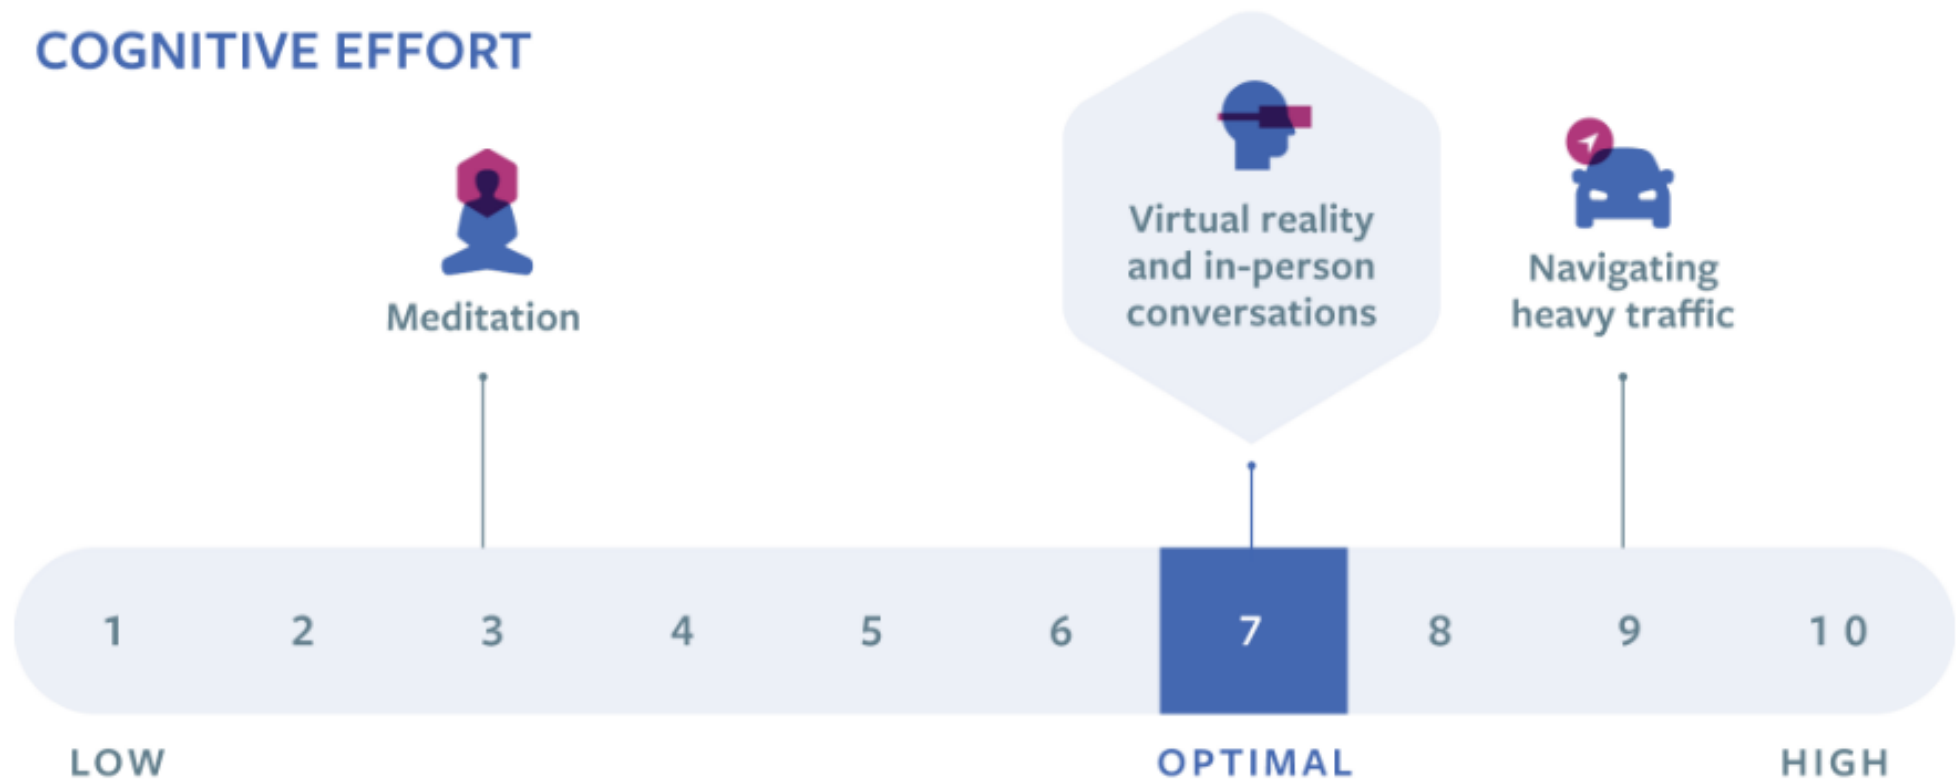 COGNITIVE EFFORT
Meditation
Virtual reality
and in-person
conversations
Navigating
heavy traffic
1 2 3 4 5 6 7 8 9 10
LOW OPTIMAL HIGH